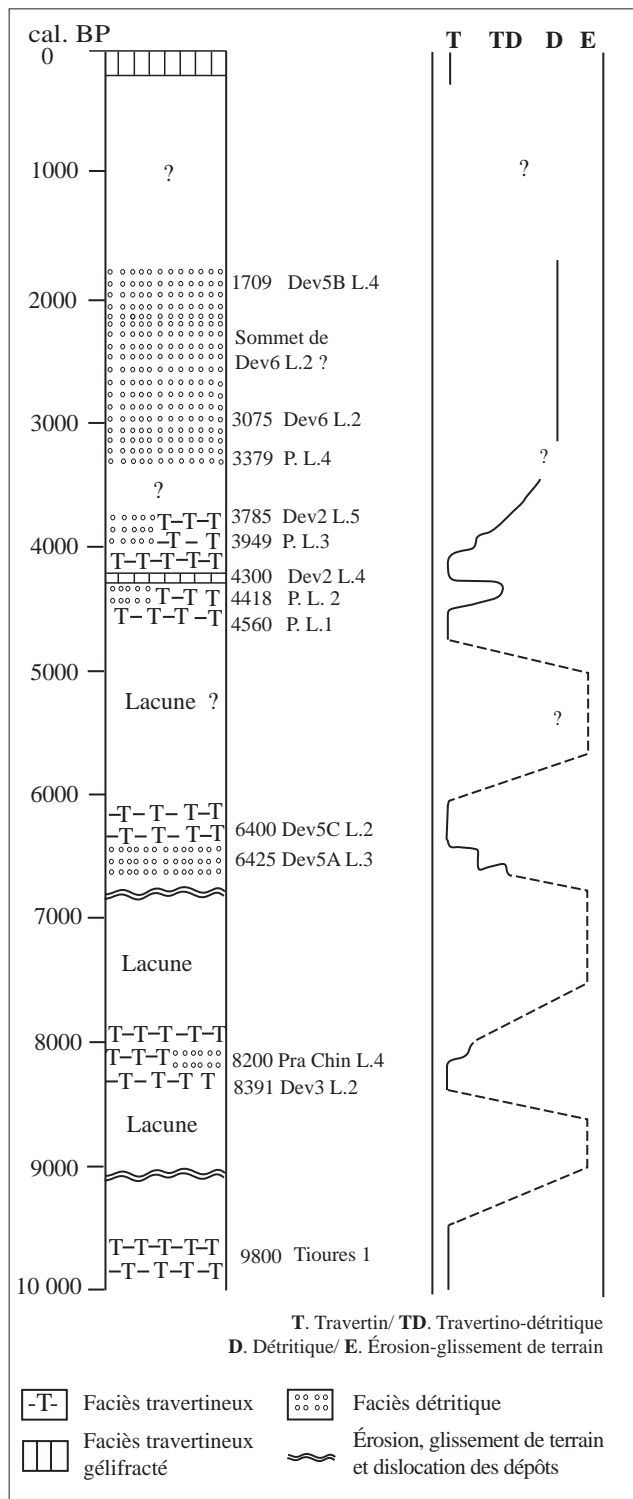 cal. BP
T TD D E
0
1000
?
?
1709 Dev5B L.4
2000
Sommet de
Dev6 L.2 ?
3000
3075 Dev6 L.2
3379 P. L.4
?
?
3785 Dev2 L.5
T–T–T
3949 P. L.3
–T– T
4000
T–T–T–T–T
4300 Dev2 L.4
4418 P. L. 2
T–T T
4560 P. L.1
T– T– T –T
5000
Lacune ?
?
6000
–T– T–T
6400 Dev5C L.2
–T– T– T–T
6425 Dev5A L.3
7000
Lacune
8000
T–T– T–T–T
T–T–T
8200 Pra Chin L.4
–T– T–T T
8391 Dev3 L.2
Lacune
9000
T–T–T–T–T
9800 Tioures 1
–T– T–T–T
10 000
T. Travertin/ TD. Travertino-détritique
D. Détritique/ E. Érosion-glissement de terrain
-T- Faciès travertineux
Faciès détritique
Faciès travertineux
gélifracté
Érosion, glissement de terrain
et dislocation des dépôts